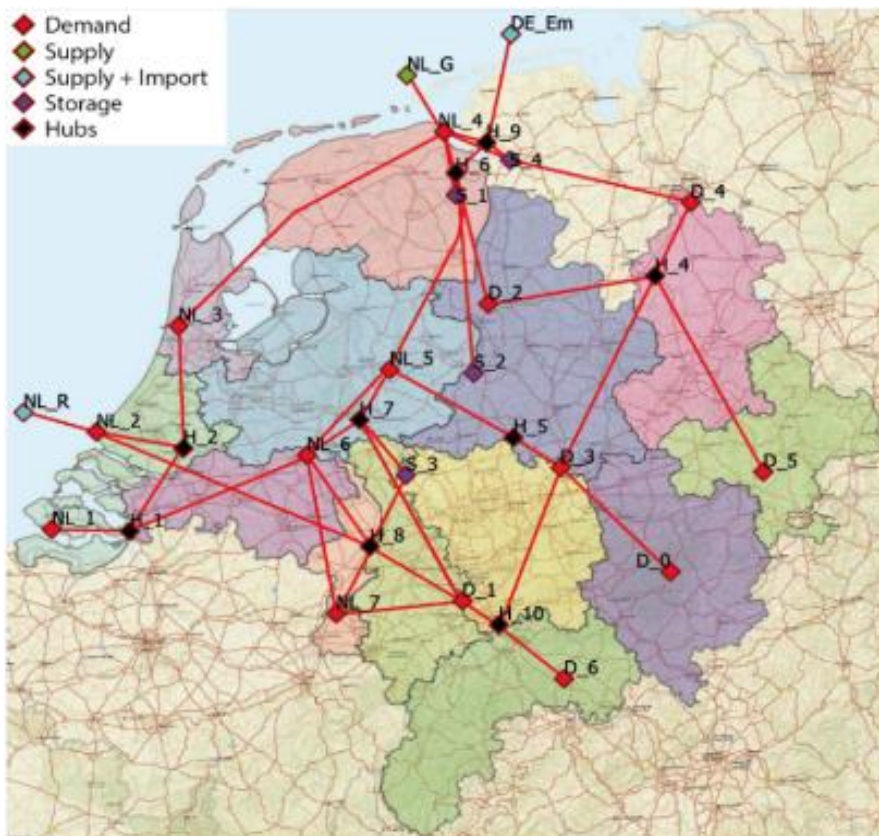 Demand
Supply
Supply + Import
Storage
Hubs
DE_Em
NL_G
NL_4
H_9
S_4
H_6
S_1
D_4
H_4
D_2
NL_3
NL_5
S_2
NL_R
NL_2
H_7
H_2
H_5
NL_6
S_3
D_3
D_5
NL_1
H_1
H_8
D_0
D_1
NL_7
H_10
D_6